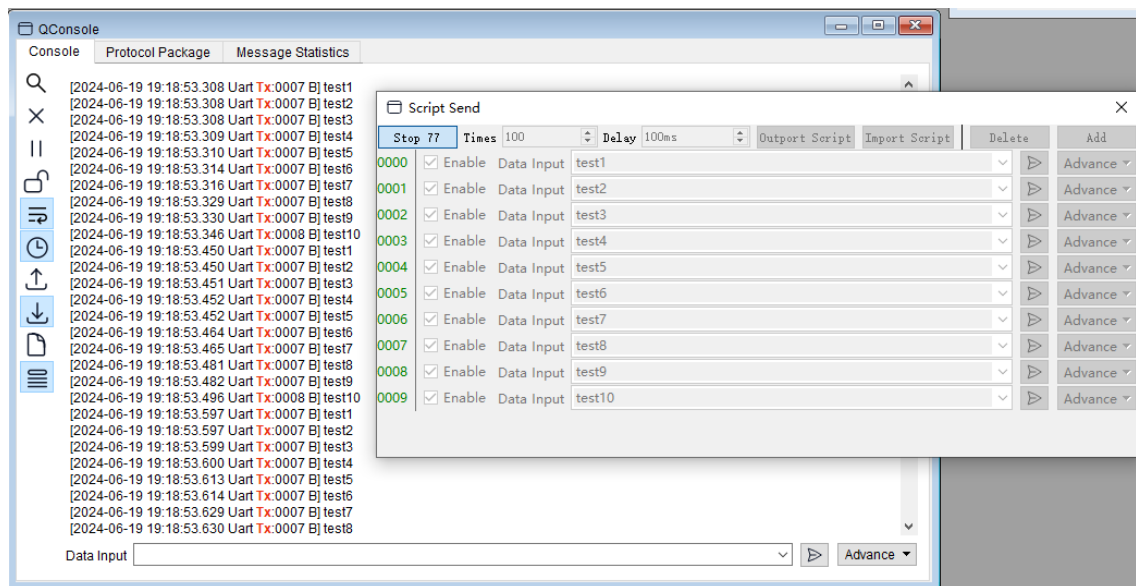 QConsole
Console Protocol Package Message Statistics
[2024-06-19 19:18:53.308 Uart Tx:0007 B] test1
[2024-06-19 19:18:53.308 Uart Tx:0007 B] test2
[2024-06-19 19:18:53.308 Uart Tx:0007 B] test3
[2024-06-19 19:18:53.309 Uart Tx:0007 B] test4
[2024-06-19 19:18:53.310 Uart Tx:0007 B] test5
[2024-06-19 19:18:53.314 Uart Tx:0007 B] test6
[2024-06-19 19:18:53.316 Uart Tx:0007 B] test7
[2024-06-19 19:18:53.329 Uart Tx:0007 B] test8
[2024-06-19 19:18:53.330 Uart Tx:0007 B] test9
[2024-06-19 19:18:53.346 Uart Tx:0008 B] test10
[2024-06-19 19:18:53.450 Uart Tx:0007 B] test1
[2024-06-19 19:18:53.450 Uart Tx:0007 B] test2
[2024-06-19 19:18:53.451 Uart Tx:0007 B] test3
[2024-06-19 19:18:53.452 Uart Tx:0007 B] test4
[2024-06-19 19:18:53.452 Uart Tx:0007 B] test5
[2024-06-19 19:18:53.464 Uart Tx:0007 B] test6
[2024-06-19 19:18:53.465 Uart Tx:0007 B] test7
[2024-06-19 19:18:53.481 Uart Tx:0007 B] test8
[2024-06-19 19:18:53.482 Uart Tx:0007 B] test9
[2024-06-19 19:18:53.496 Uart Tx:0008 B] test10
[2024-06-19 19:18:53.597 Uart Tx:0007 B] test1
[2024-06-19 19:18:53.597 Uart Tx:0007 B] test2
[2024-06-19 19:18:53.599 Uart Tx:0007 B] test3
[2024-06-19 19:18:53.600 Uart Tx:0007 B] test4
[2024-06-19 19:18:53.613 Uart Tx:0007 B] test5
[2024-06-19 19:18:53.614 Uart Tx:0007 B] test6
[2024-06-19 19:18:53.629 Uart Tx:0007 B] test7
[2024-06-19 19:18:53.630 Uart Tx:0007 B] test8
Data Input Advance
Script Send
Stop 77 Times 100 Delay 100ms Outport Script Import Script Delete Add
0000 Enable Data Input test1 Advance
0001 Enable Data Input test2 Advance
0002 Enable Data Input test3 Advance
0003 Enable Data Input test4 Advance
0004 Enable Data Input test5 Advance
0005 Enable Data Input test6 Advance
0006 Enable Data Input test7 Advance
0007 Enable Data Input test8 Advance
0008 Enable Data Input test9 Advance
0009 Enable Data Input test10 Advance